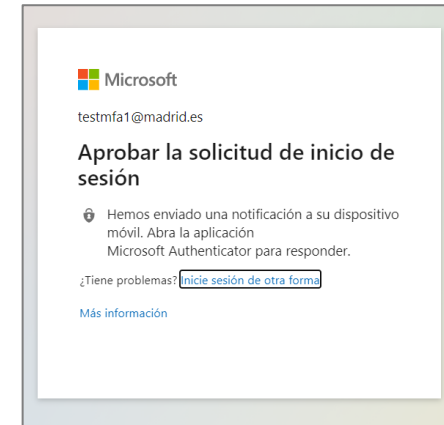 Microsoft
testmfa1@madrid.es
Aprobar la solicitud de inicio de
sesión
Hemos enviado una notificación a su dispositivo
móvil. Abra la aplicación
Microsoft Authenticator para responder.
¿Tiene problemas? Inicie sesión de otra forma
Más información